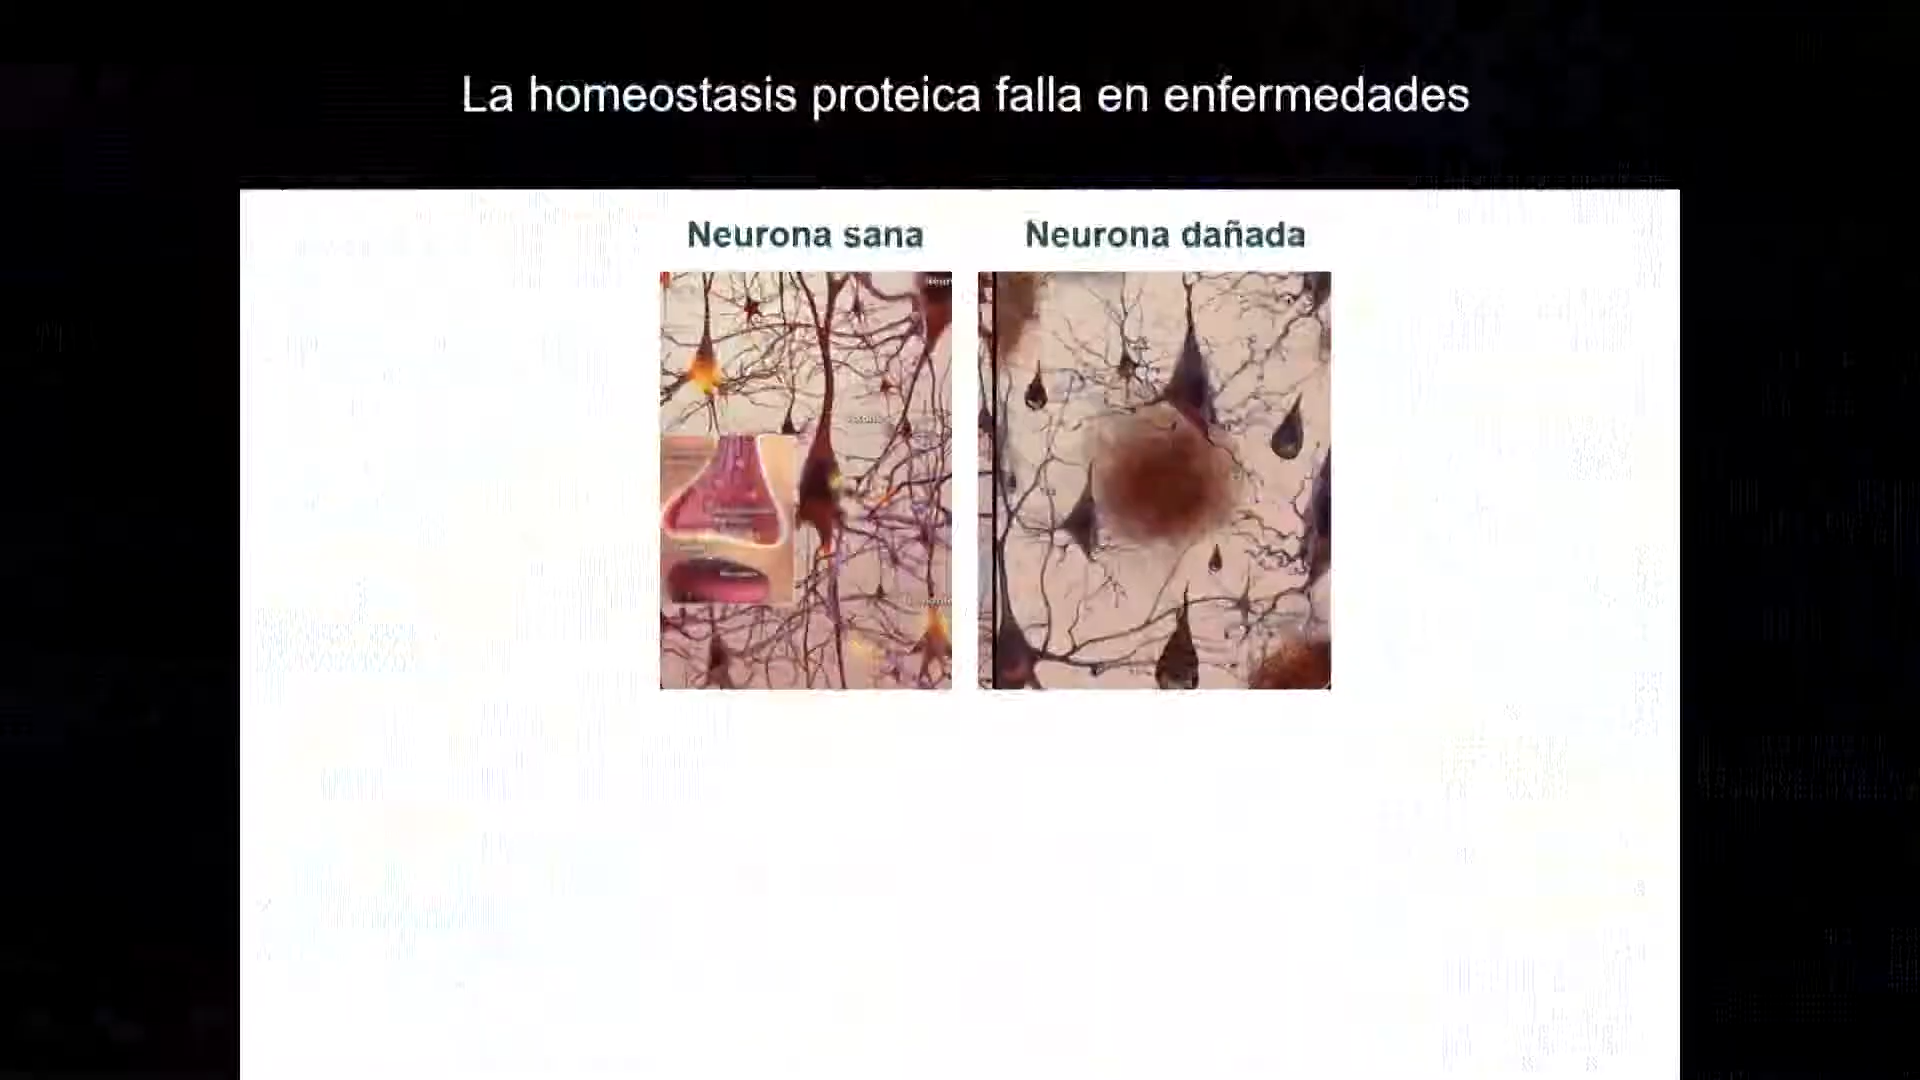 La homeostasis proteica falla en enfermedades
Neurona sana
Neurona dañada